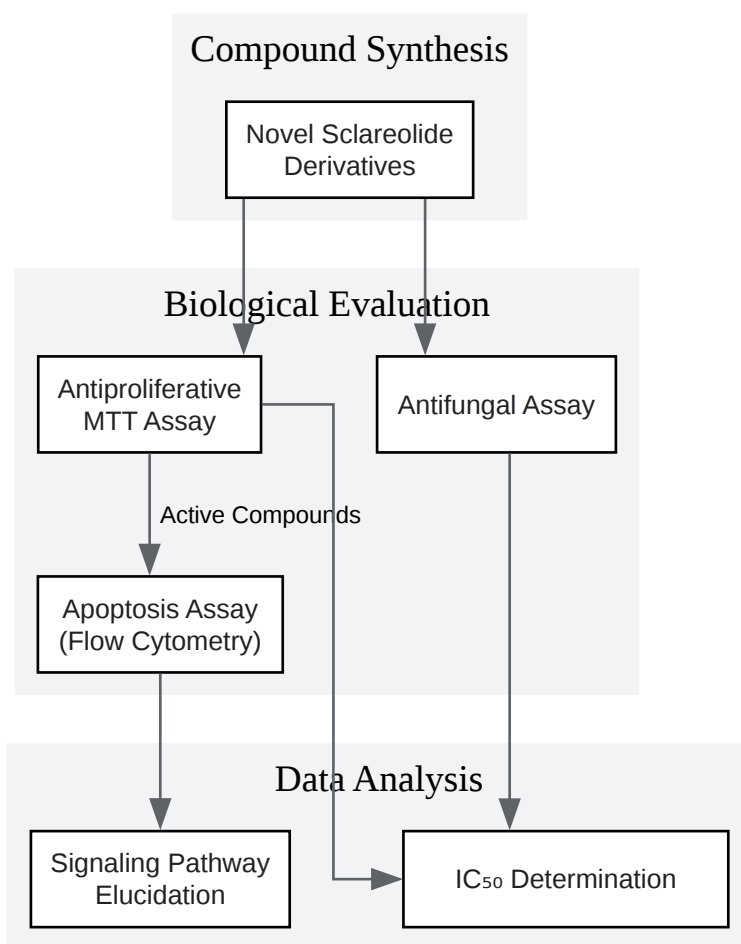 Compound Synthesis
Novel Sclareolide
Derivatives
Biological Evaluation
Antiproliferative
MTT Assay
Antifungal Assay
Active Compounds
Apoptosis Assay
(Flow Cytometry)
Data Analysis
Signaling Pathway
Elucidation
IC₅₀ Determination